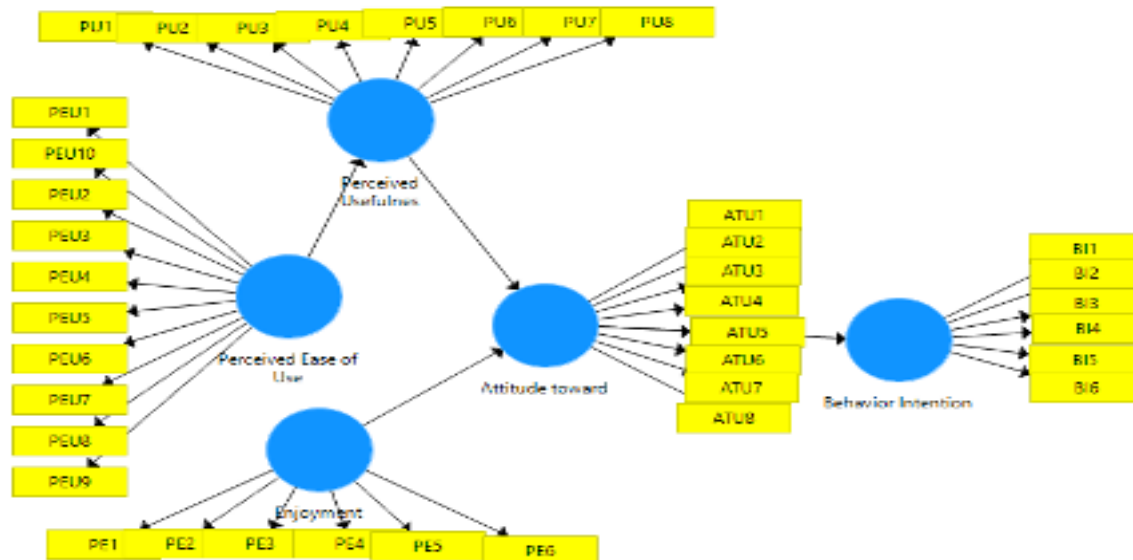 PU1 PU2 PU3 PU4 PU5 PU6 PU7 PU8
PEU1
PEU10
PEU2
PEU3
PEU4
PEU5
PEU6
PEU7
PEU8
PEU9
Perceived
Usefulnes
Perceived Ease of
Use
Enjoyment
PE1 PE2 PE3 PE4 PE5 PE6
Attitude toward
ATU1
ATU2
ATU3
ATU4
ATU5
ATU6
ATU7
ATU8
Behavior Intention
BI1
BI2
BI3
BI4
BI5
BI6